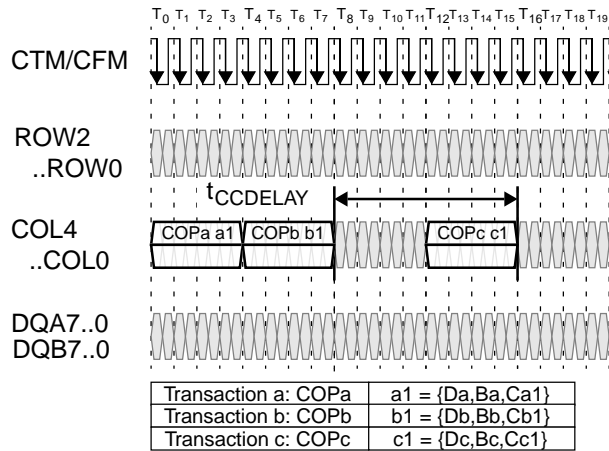 T0 T1 T2 T3 T4 T5 T6 T7 T8 T9 T10 T11 T12 T13 T14 T15 T16 T17 T18 T19
CTM/CFM
ROW2
..ROW0
tCCDELAY
COL4
..COL0
COPa a1 COPb b1 COPc c1
DQA7..0
DQB7..0
Transaction a: COPa a1 = {Da,Ba,Ca1}
Transaction b: COPb b1 = {Db,Bb,Cb1}
Transaction c: COPc c1 = {Dc,Bc,Cc1}